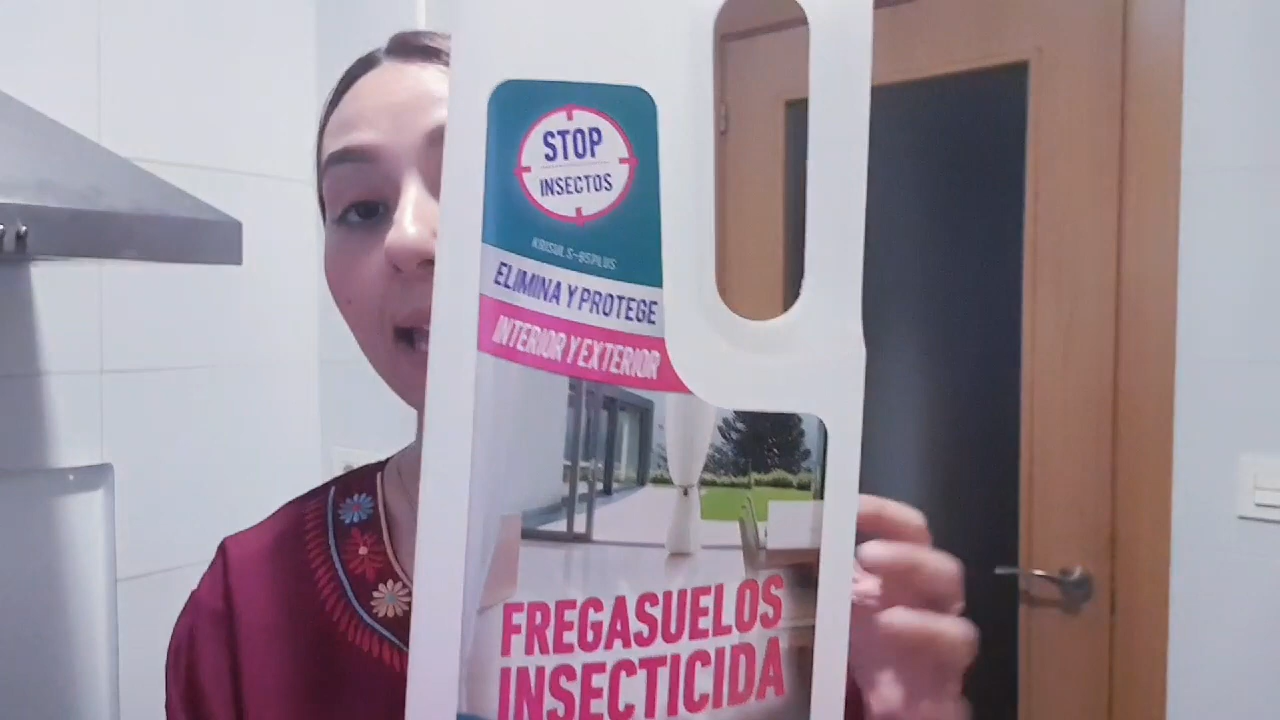 STOP
INSECTOS
ELIMINA Y PROTEGE
INTERIOR Y EXTERIOR
FREGASUELOS
INSECTICIDA